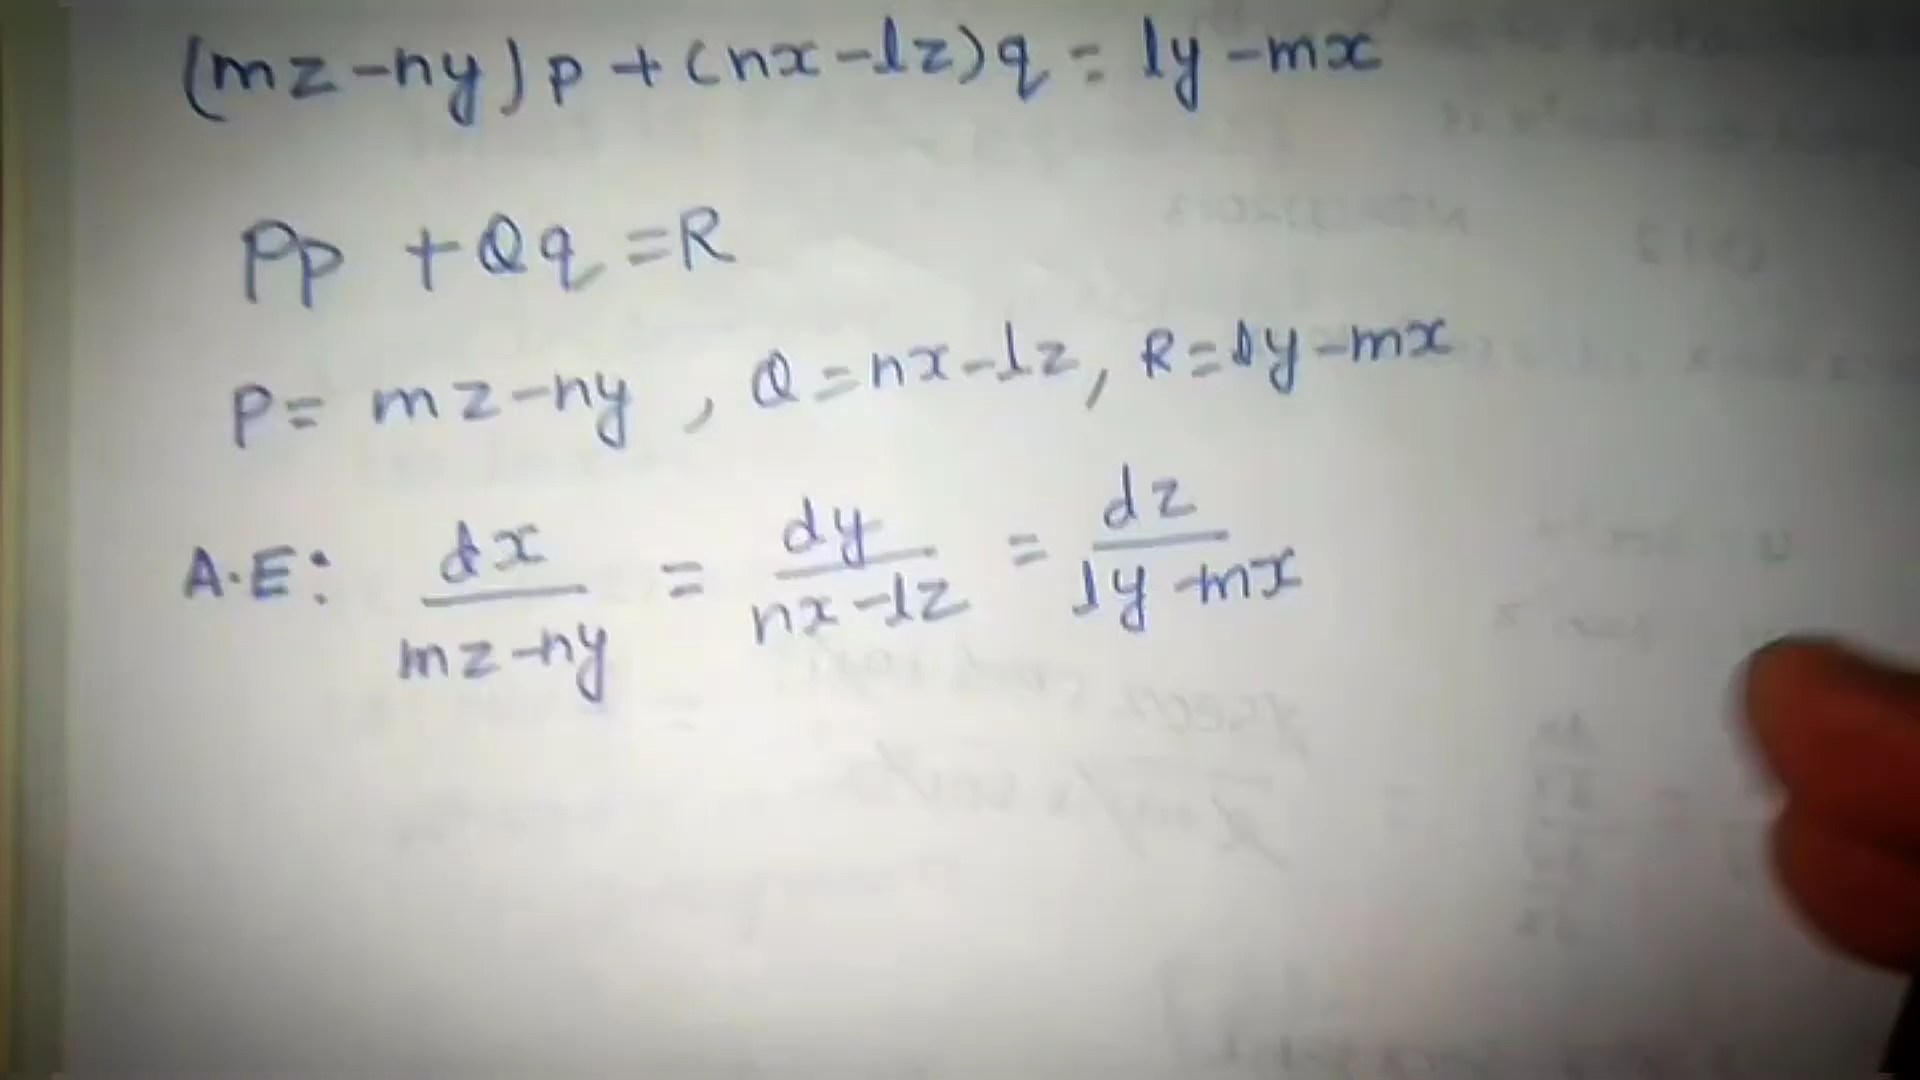 (mz-ny)p+(nx-lz)q = ly-mx
Pp + Qq = R
P = mz-ny, Q = nx-lz, R = ly-mx
A.E: dx/mz-ny = dy/nx-lz = dz/ly-mx